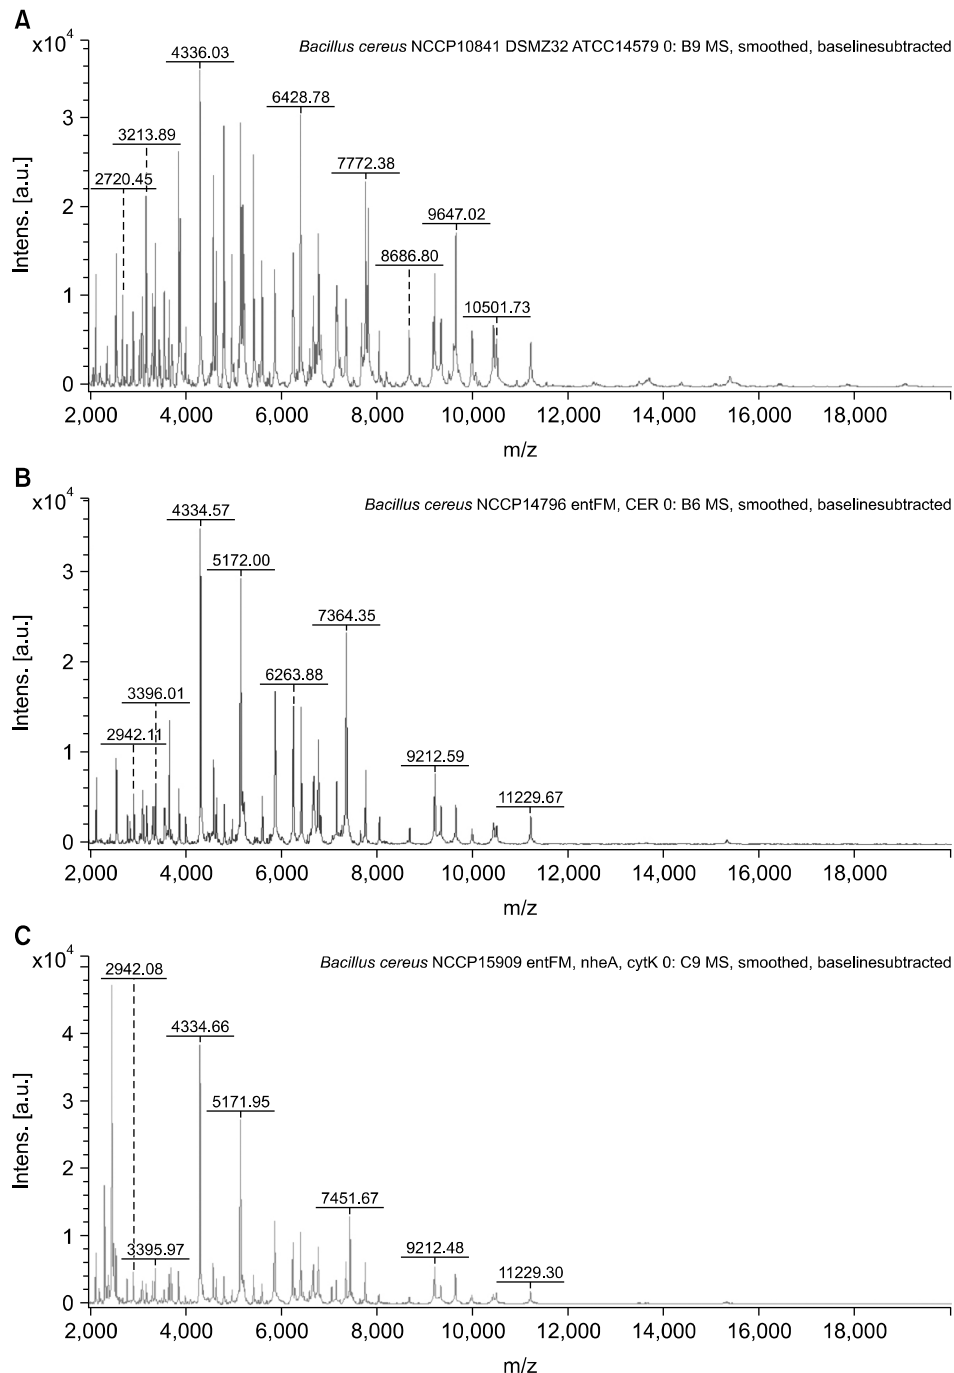 A
x10⁴
Bacillus cereus NCCP10841 DSMZ32 ATCC14579 0: B9 MS, smoothed, baselinesubtracted
4336.03
6428.78
3213.89
7772.38
2720.45
9647.02
8686.80
10501.73
3
2
1
0
Intens. [a.u.]
2,000 4,000 6,000 8,000 10,000 12,000 14,000 16,000 18,000
m/z
B
x10⁴
Bacillus cereus NCCP14796 entFM, CER 0: B6 MS, smoothed, baselinesubtracted
4334.57
5172.00
7364.35
6263.88
3396.01
2942.11
9212.59
11229.67
3
2
1
0
Intens. [a.u.]
2,000 4,000 6,000 8,000 10,000 12,000 14,000 16,000 18,000
m/z
C
x10⁴
Bacillus cereus NCCP15909 entFM, nheA, cytK 0: C9 MS, smoothed, baselinesubtracted
2942.08
4334.66
5171.95
7451.67
3395.97
9212.48
11229.30
4
3
2
1
0
Intens. [a.u.]
2,000 4,000 6,000 8,000 10,000 12,000 14,000 16,000 18,000
m/z